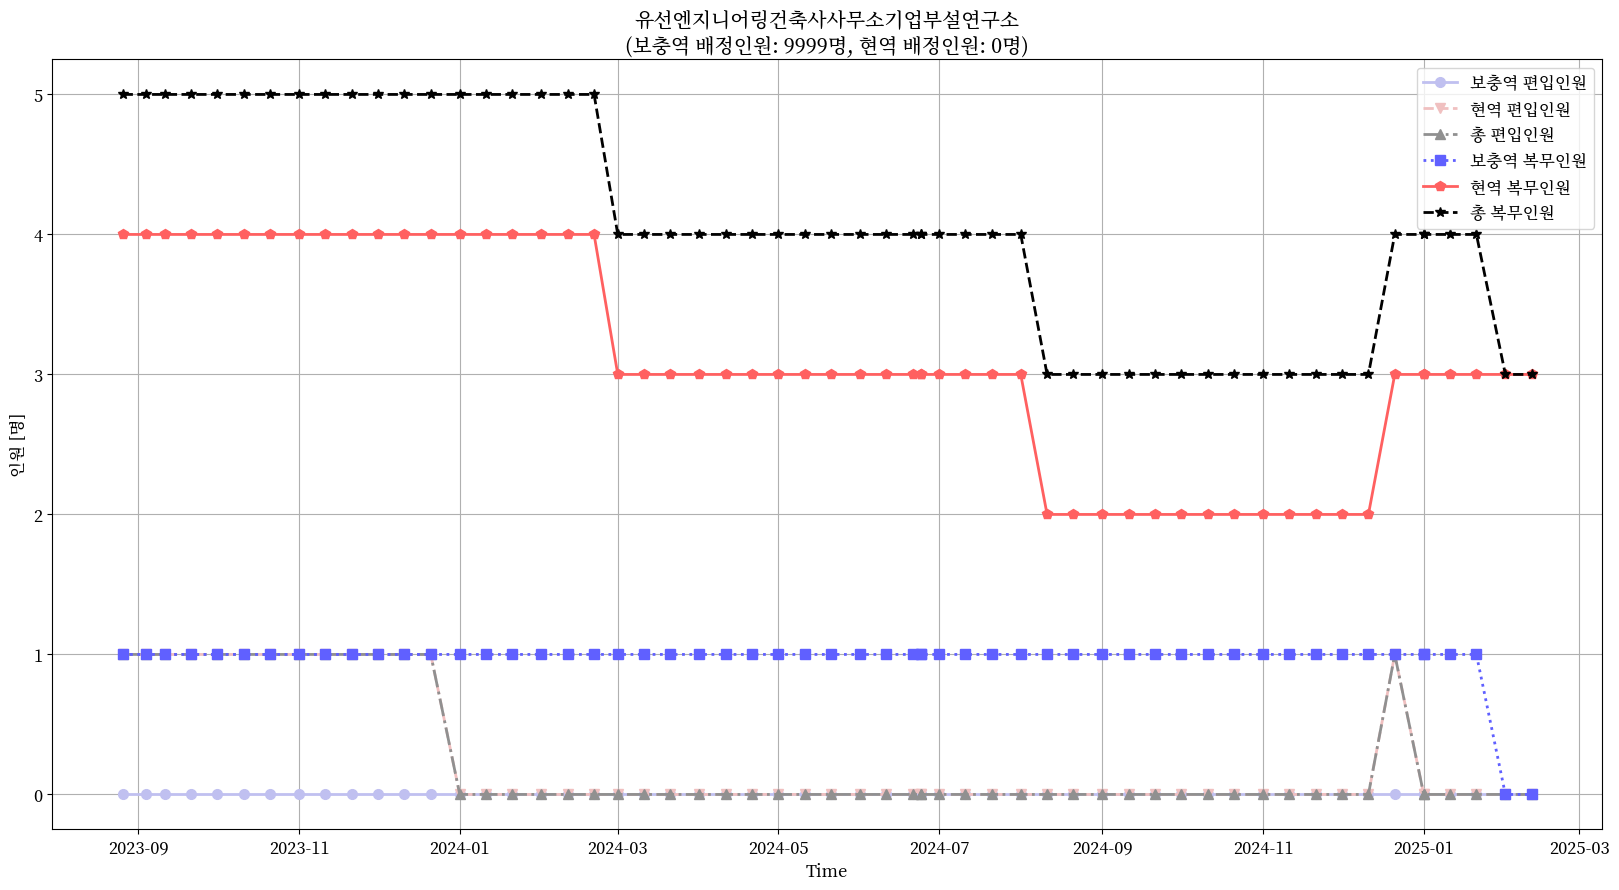 유선엔지니어링건축사사무소기업부설연구소
(보충역 배정인원: 9999명, 현역 배정인원: 0명)
보충역 편입인원
현역 편입인원
총 편입인원
보충역 복무인원
현역 복무인원
총 복무인원
5
4
3
2
1
0
인원 [명]
2023-09
2023-11
2024-01
2024-03
2024-05
2024-07
2024-09
2024-11
2025-01
2025-03
Time